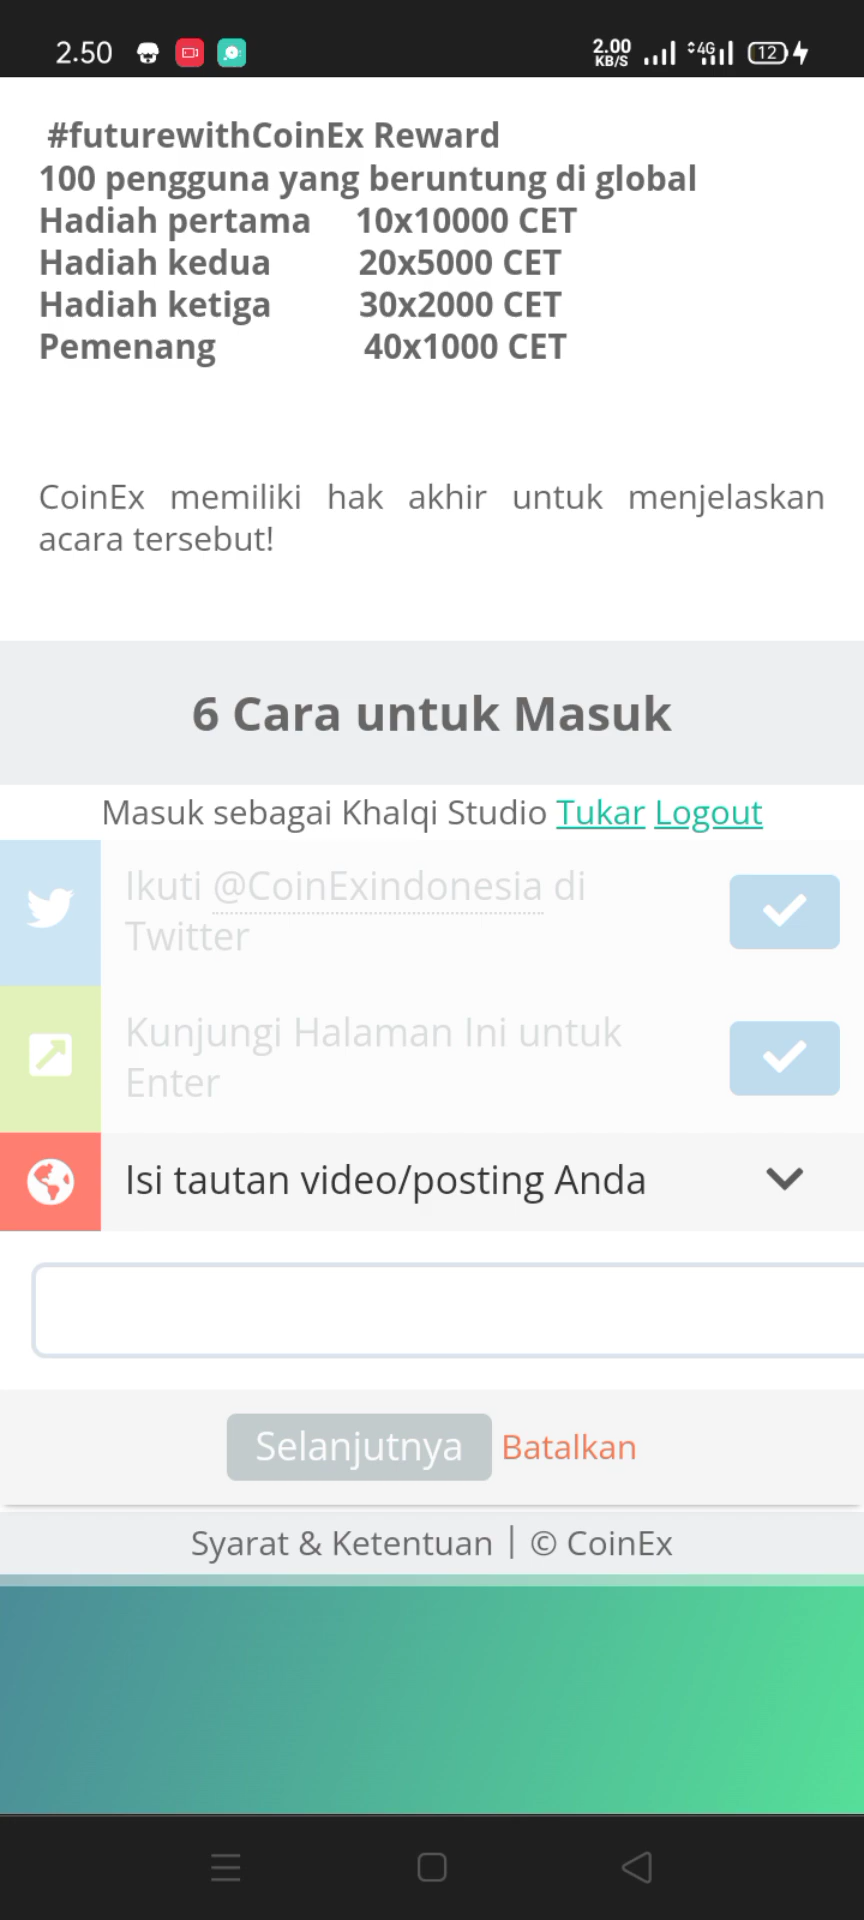 2.50
2.00
KB/S
4G
12
#futurewithCoinEx Reward
100 pengguna yang beruntung di global
Hadiah pertama 10x10000 CET
Hadiah kedua 20x5000 CET
Hadiah ketiga 30x2000 CET
Pemenang 40x1000 CET
CoinEx memiliki hak akhir untuk menjelaskan
acara tersebut!
6 Cara untuk Masuk
Masuk sebagai Khalqi Studio Tukar Logout
Ikuti @CoinExindonesia di
Twitter
Kunjungi Halaman Ini untuk
Enter
Isi tautan video/posting Anda
Selanjutnya Batalkan
Syarat & Ketentuan | © CoinEx